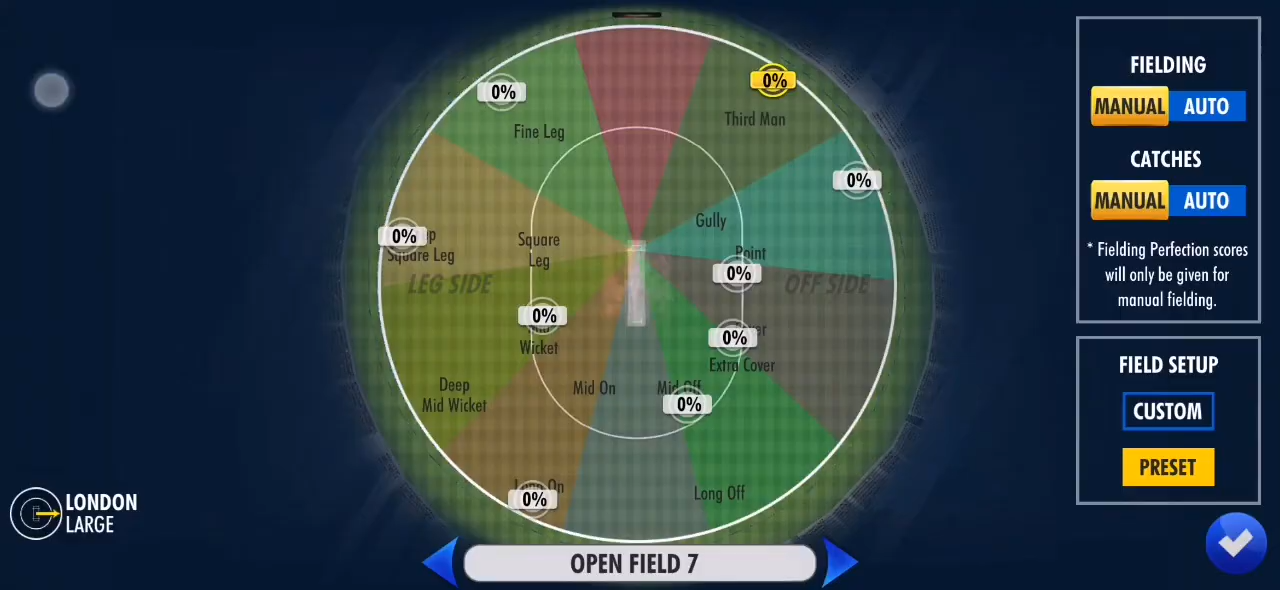 FIELDING
MANUAL AUTO
CATCHES
MANUAL AUTO
* Fielding Perfection scores
will only be given for
manual fielding.
FIELD SETUP
CUSTOM
PRESET
0%
0%
Fine Leg
Third Man
0%
Gully
0%
Square Leg
Square
Leg
Point
0%
LEG SIDE
OFF SIDE
0%
Wicket
0%
Extra Cover
Mid On
Mid Off
0%
Deep
Mid Wicket
0%
Long Off
LONDON
LARGE
OPEN FIELD 7